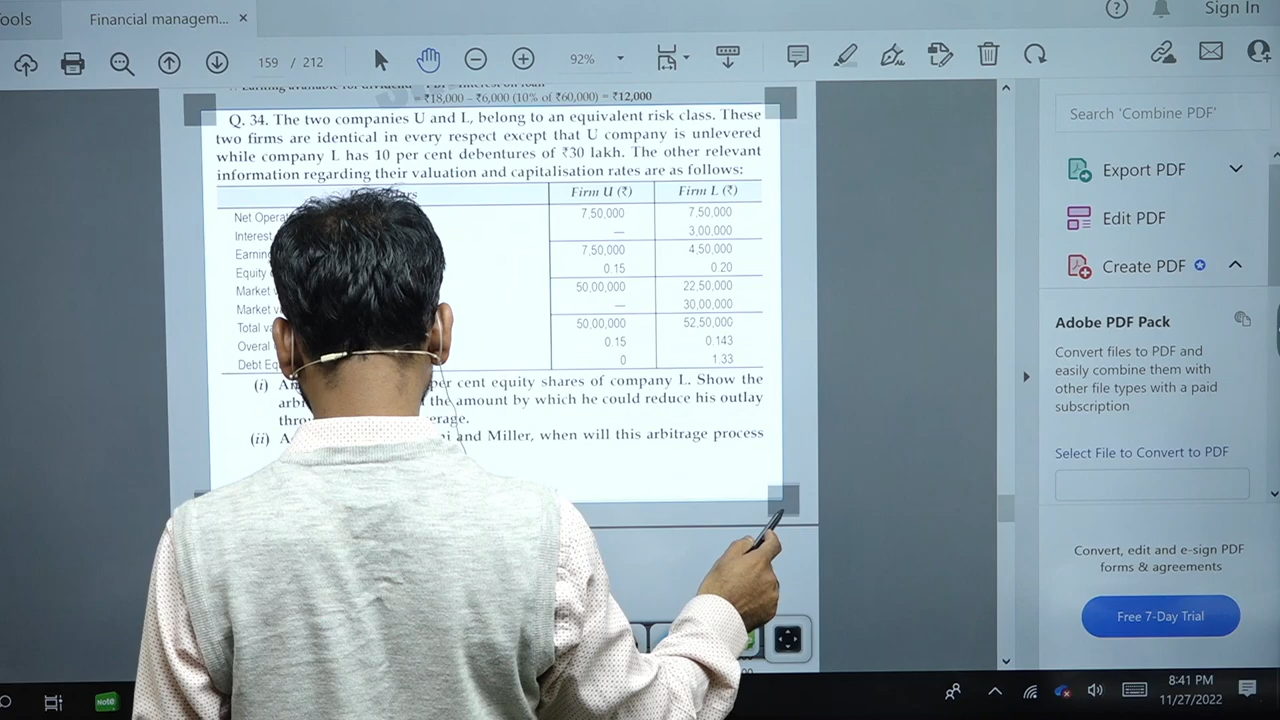 ools
Financial managem... ×
Sign In
159 / 212
92%
= ₹18,000 – ₹6,000 (10% of ₹60,000) = ₹12,000
Q. 34. The two companies U and L, belong to an equivalent risk class. These
two firms are identical in every respect except that U company is unlevered
while company L has 10 per cent debentures of ₹30 lakh. The other relevant
information regarding their valuation and capitalisation rates are as follows:
Firm U (₹) Firm L (₹)
Net Operat 7,50,000 7,50,000
Interest — 3,00,000
Earning 7,50,000 4,50,000
Equity 0.15 0.20
Market v 50,00,000 22,50,000
Market v — 30,00,000
Total va 50,00,000 52,50,000
Overal 0.15 0.143
Debt Eq 0 1.33
(i) An per cent equity shares of company L. Show the
arbi the amount by which he could reduce his outlay
thro erage.
(ii) A i and Miller, when will this arbitrage process
Search 'Combine PDF'
Export PDF
Edit PDF
Create PDF
Adobe PDF Pack
Convert files to PDF and
easily combine them with
other file types with a paid
subscription
Select File to Convert to PDF
Convert, edit and e-sign PDF
forms & agreements
Free 7-Day Trial
Note
8:41 PM
11/27/2022